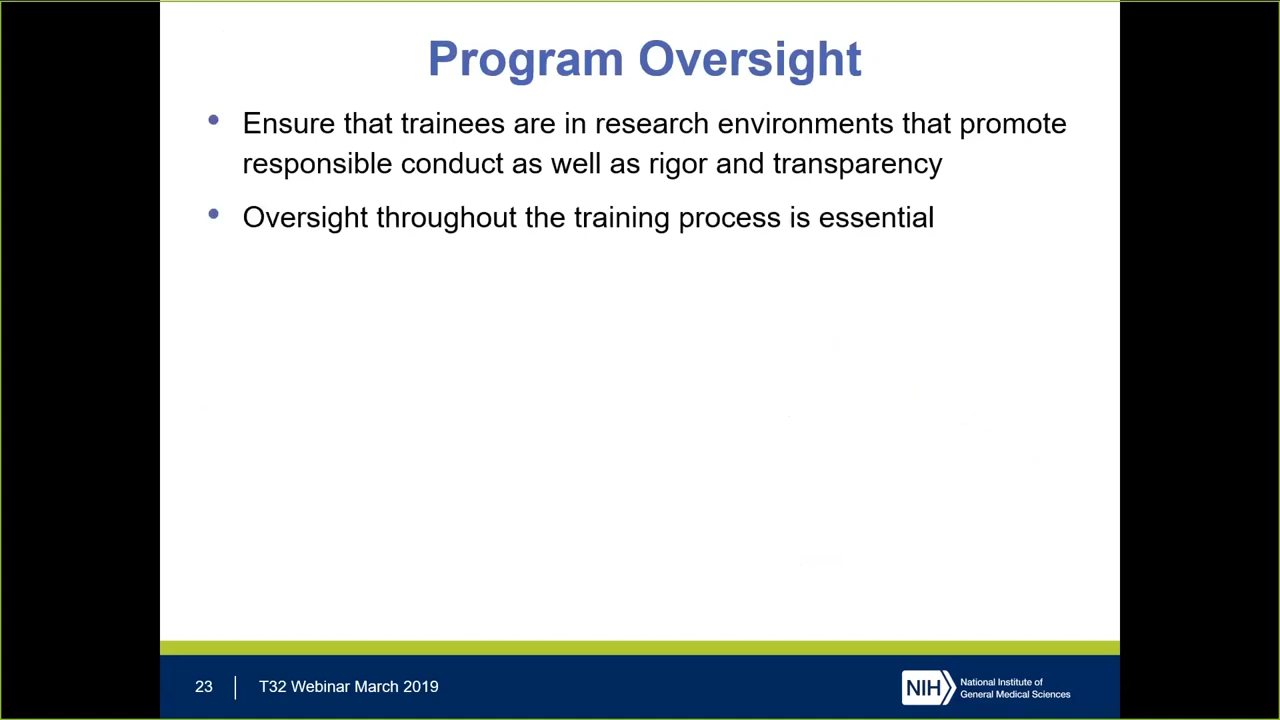 Program Oversight
• Ensure that trainees are in research environments that promote
responsible conduct as well as rigor and transparency
• Oversight throughout the training process is essential
23 | T32 Webinar March 2019
NIH
National Institute of
General Medical Sciences